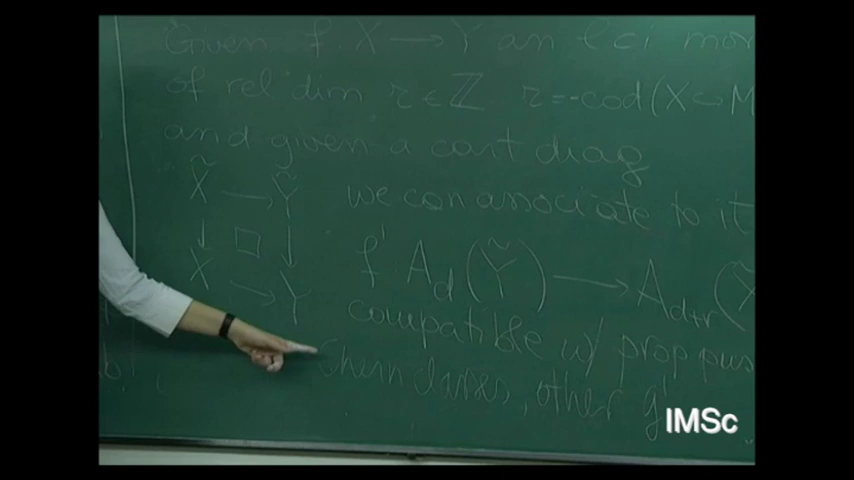 Given f: X → Y an lci mor
of rel dim r ∈ Z r = -cod(X ↪ M
and given a cart diag
X̃ → Ỹ we can associate to it
↓ □ ↓ f! A_d(Ỹ) → A_{d+r}(X̃
X → Y
compatible w/ prop pus
Chern classes, other g!
IMSc